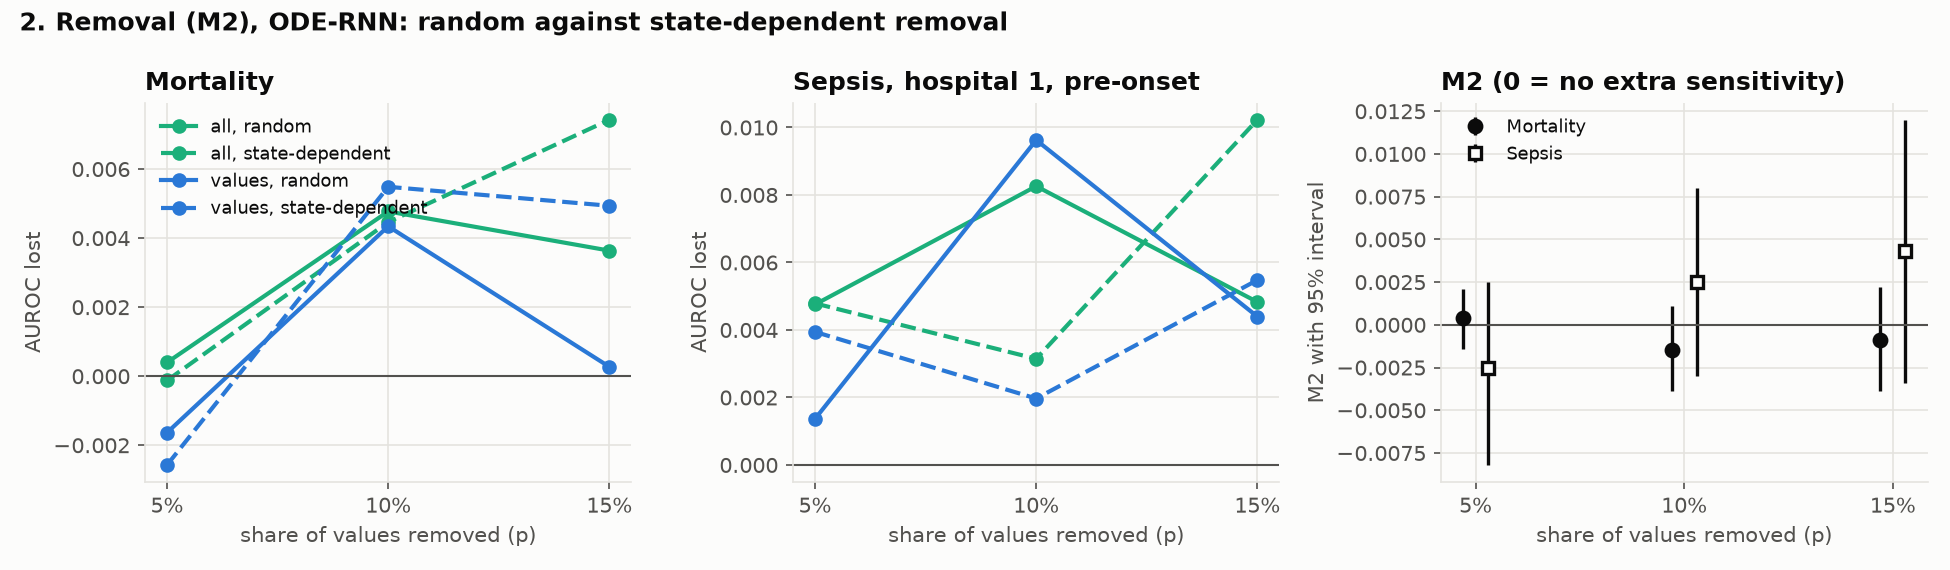 2. Removal (M2), ODE-RNN: random against state-dependent removal
Mortality
all, random
all, state-dependent
values, random
values, state-dependent
0.006
0.004
0.002
0.000
−0.002
AUROC lost
5%
10%
15%
share of values removed (p)
Sepsis, hospital 1, pre-onset
0.010
0.008
0.006
0.004
0.002
0.000
AUROC lost
5%
10%
15%
share of values removed (p)
M2 (0 = no extra sensitivity)
Mortality
Sepsis
0.0125
0.0100
0.0075
0.0050
0.0025
0.0000
−0.0025
−0.0050
−0.0075
M2 with 95% interval
5%
10%
15%
share of values removed (p)